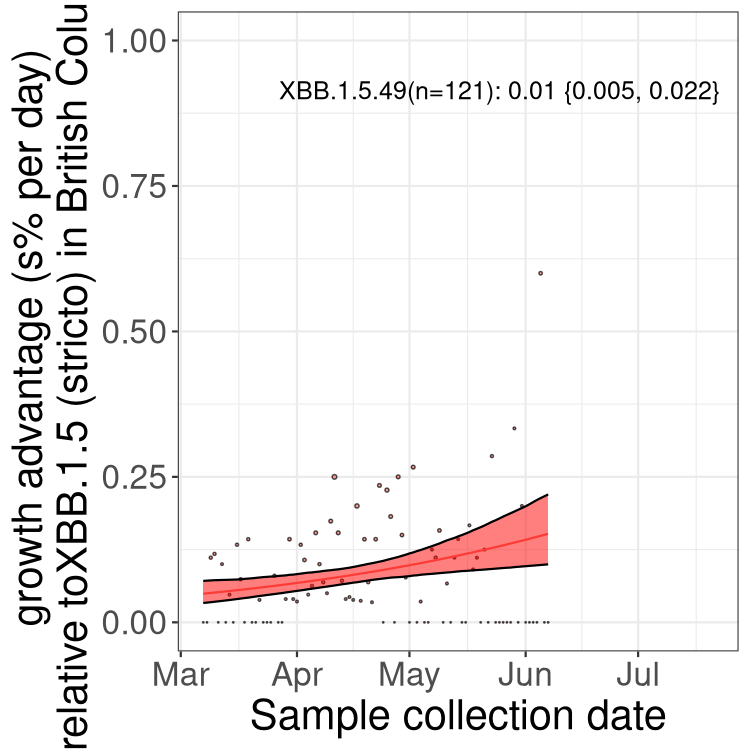 growth advantage (s% per day)
relative toXBB.1.5 (stricto) in British Colu
1.00
0.75
0.50
0.25
0.00
XBB.1.5.49(n=121): 0.01 {0.005, 0.022}
Mar Apr May Jun Jul
Sample collection date